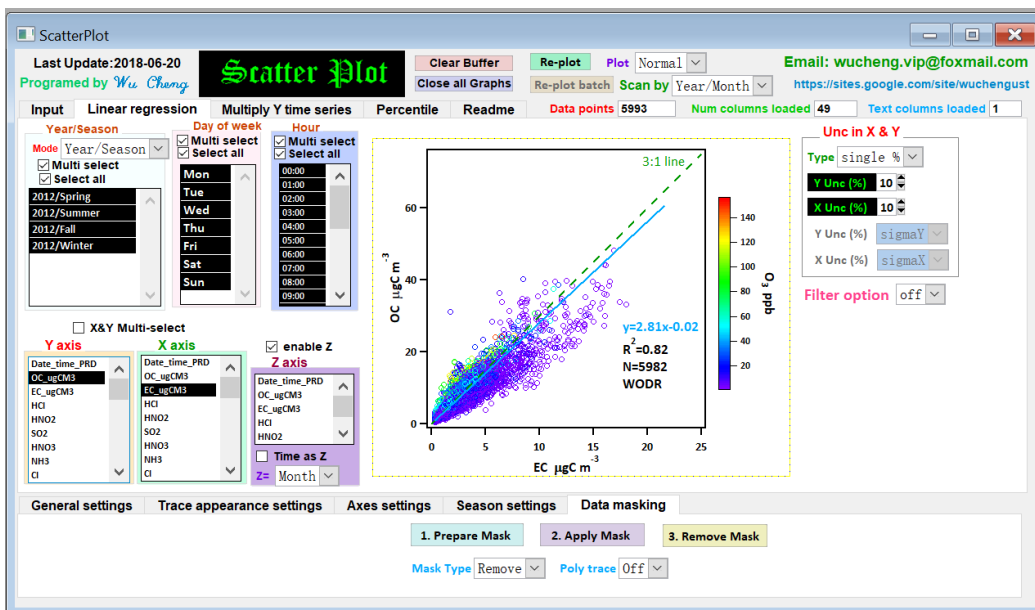 ScatterPlot
Last Update:2018-06-20
Programed by Wu Cheng
Scatter Plot
Clear Buffer
Close all Graphs
Re-plot
Plot Normal
Re-plot batch Scan by Year/Month
Email: wucheng.vip@foxmail.com
https://sites.google.com/site/wuchengust
Input Linear regression Multiply Y time series Percentile Readme
Data points 5993 Num columns loaded 49 Text columns loaded 1
Year/Season
Mode Year/Season
Multi select
Select all
2012/Spring
2012/Summer
2012/Fall
2012/Winter
Day of week
Multi select
Select all
Mon
Tue
Wed
Thu
Fri
Sat
Sun
Hour
Multi select
Select all
00:00
01:00
02:00
03:00
04:00
05:00
06:00
07:00
08:00
09:00
X&Y Multi-select
Y axis
Date_time_PRD
OC_ugCM3
EC_ugCM3
HCl
HNO2
SO2
HNO3
NH3
Cl
X axis
Date_time_PRD
OC_ugCM3
EC_ugCM3
HCl
HNO2
SO2
HNO3
NH3
Cl
enable Z
Z axis
Date_time_PRD
OC_ugCM3
EC_ugCM3
HCl
HNO2
Time as Z
Z= Month
3:1 line
60
40
20
0
OC µgC m-3
0 5 10 15 20 25
EC µgC m-3
y=2.81x-0.02
R2=0.82
N=5982
WODR
140
120
100
80
60
40
20
O3 ppb
Unc in X & Y
Type single %
Y Unc (%) 10
X Unc (%) 10
Y Unc (%) sigmaY
X Unc (%) sigmaX
Filter option off
General settings Trace appearance settings Axes settings Season settings Data masking
1. Prepare Mask 2. Apply Mask 3. Remove Mask
Mask Type Remove Poly trace Off